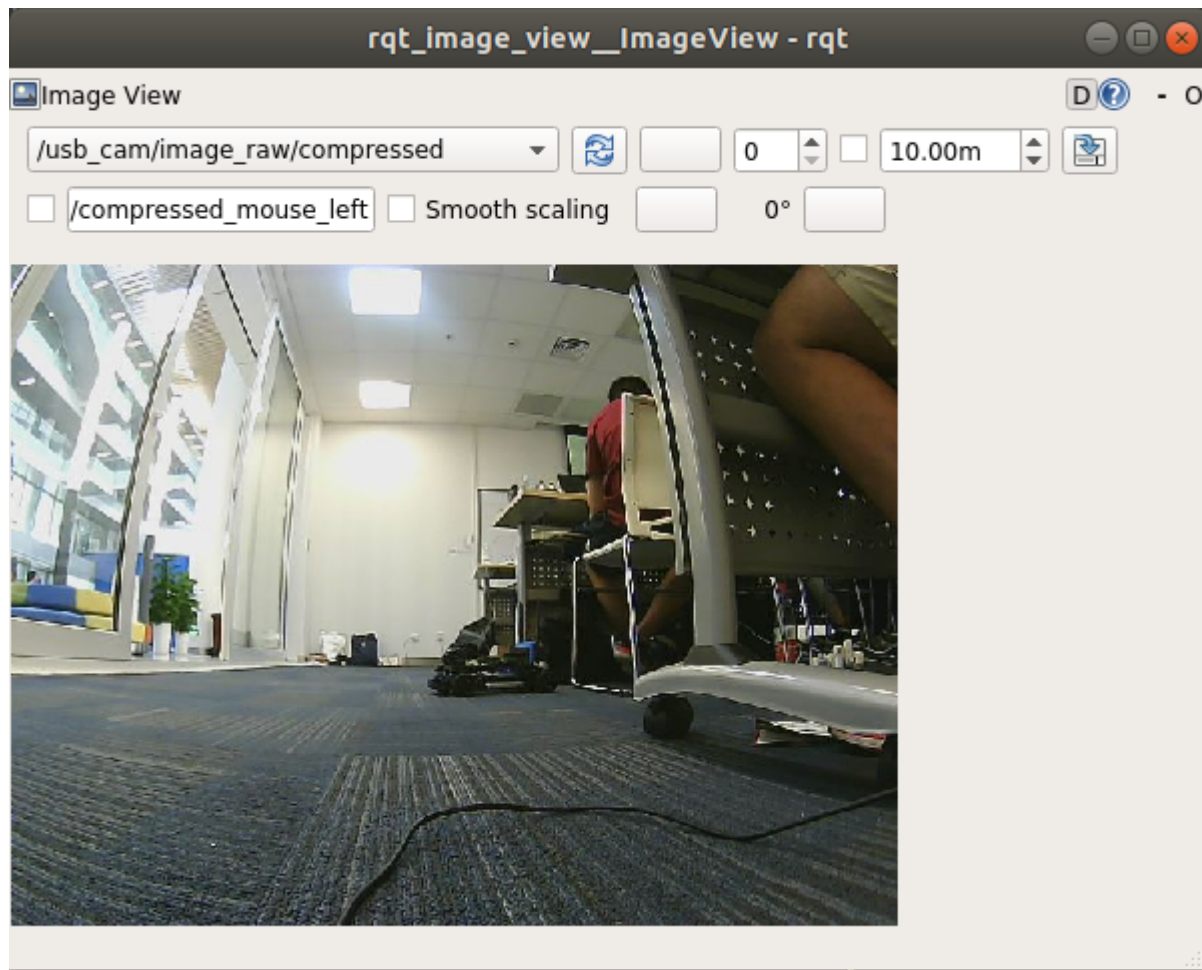 rqt_image_view__ImageView - rqt
Image View D - O
/usb_cam/image_raw/compressed 0 10.00m
/compressed_mouse_left Smooth scaling 0°